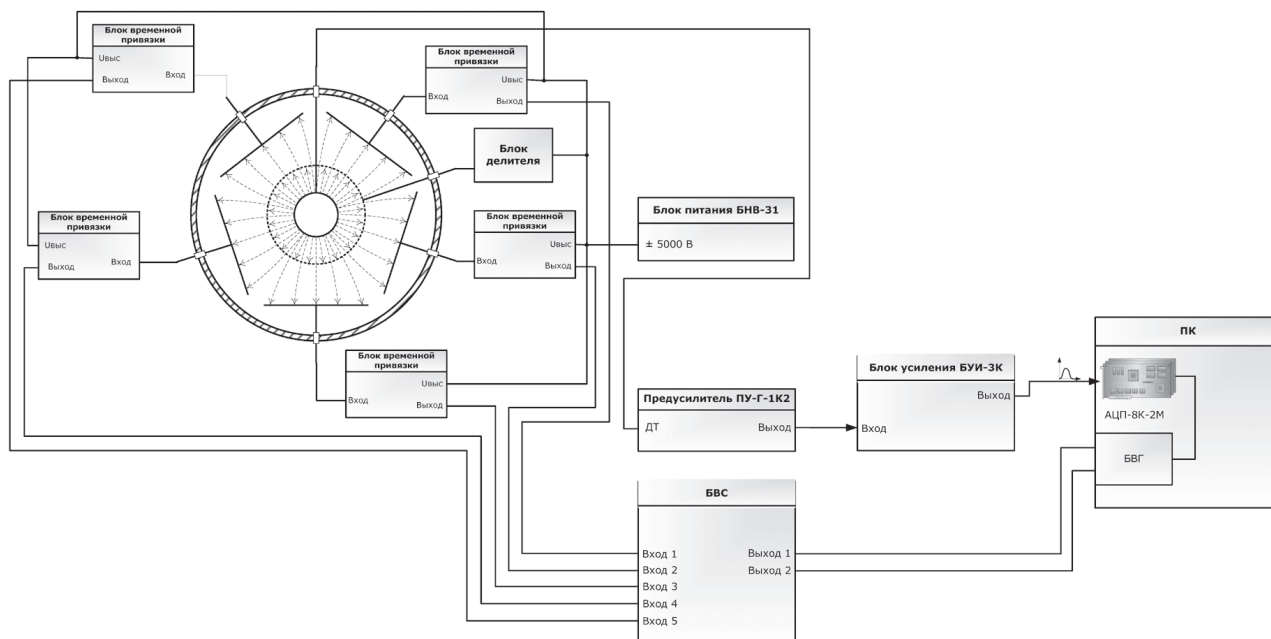 Блок временной
привязки
Uвыс
Выход
Вход
Блок временной
привязки
Uвыс
Вход
Выход
Блок
делителя
Блок временной
привязки
Uвыс
Вход
Выход
Блок временной
привязки
Uвыс
Вход
Выход
Блок питания БНВ-31
± 5000 В
Блок временной
привязки
Uвыс
Вход
Выход
Предусилитель ПУ-Г-1К2
ДТ
Выход
Блок усиления БУИ-3К
Выход
Вход
ПК
АЦП-8К-2М
БВГ
БВС
Вход 1
Выход 1
Вход 2
Выход 2
Вход 3
Вход 4
Вход 5